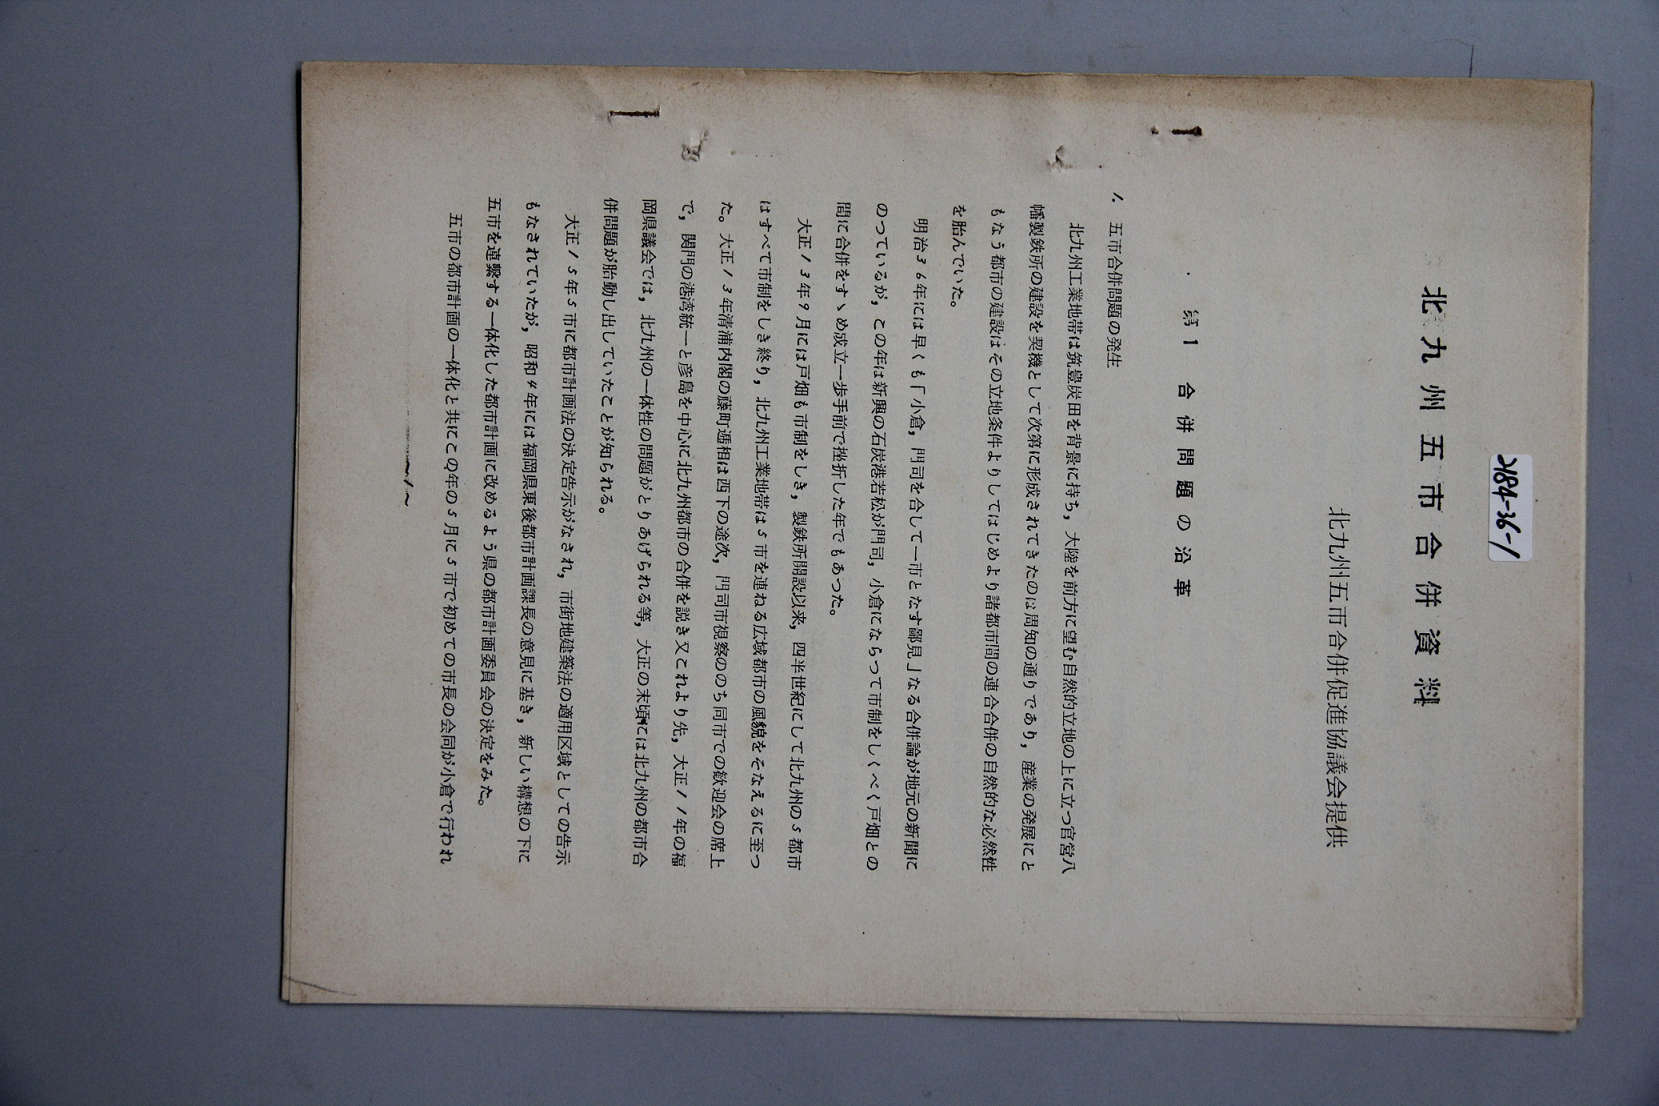 2184-36-1
北九州五市合併資料
北九州五市合併促進協議会提供
第1 合併問題の沿革
1. 五市合併問題の発生
北九州工業地帯は筑豊炭田を背景に持ち，大陸を前方に望む自然的立地の上に立つ官営八
幡製鉄所の建設を契機として次第に形成されてきたのは周知の通りであり，産業の発展にと
もなう都市の建設はその立地条件よりしてはじめより諸都市間の連合合併の自然的な必然性
を胎んでいた。
明治36年には早くも「小倉，門司を合して一市となす鄙見」なる合併論が地元の新聞に
のつているが，この年は新興の石炭港若松が門司，小倉にならつて市制をしくべく戸畑との
間に合併をすゝめ成立一歩手前で挫折した年でもあつた。
大正13年9月には戸畑も市制をしき，製鉄所開設以来，四半世紀にして北九州の5都市
はすべて市制をしき終り，北九州工業地帯は5市を連ねる広域都市の風貌をそなえるに至つ
た。大正13年清浦内閣の藤町逓相は西下の途次，門司市視察ののち同市での歓迎会の席上
で，関門の港湾統一と彦島を中心に北九州都市の合併を説き又これより先，大正11年の福
岡県議会では，北九州の一体性の問題がとりあげられる等，大正の末頃には北九州の都市合
併問題が胎動し出していたことが知られる。
大正15年5市に都市計画法の決定告示がなされ，市街地建築法の適用区域としての告示
もなされていたが，昭和4年には福岡県東後都市計画課長の意見に基き，新しい構想の下に
五市を連繋する一体化した都市計画に改めるよう県の都市計画委員会の決定をみた。
五市の都市計画の一体化と共にこの年の5月に5市で初めての市長の会同が小倉で行われ
～1～